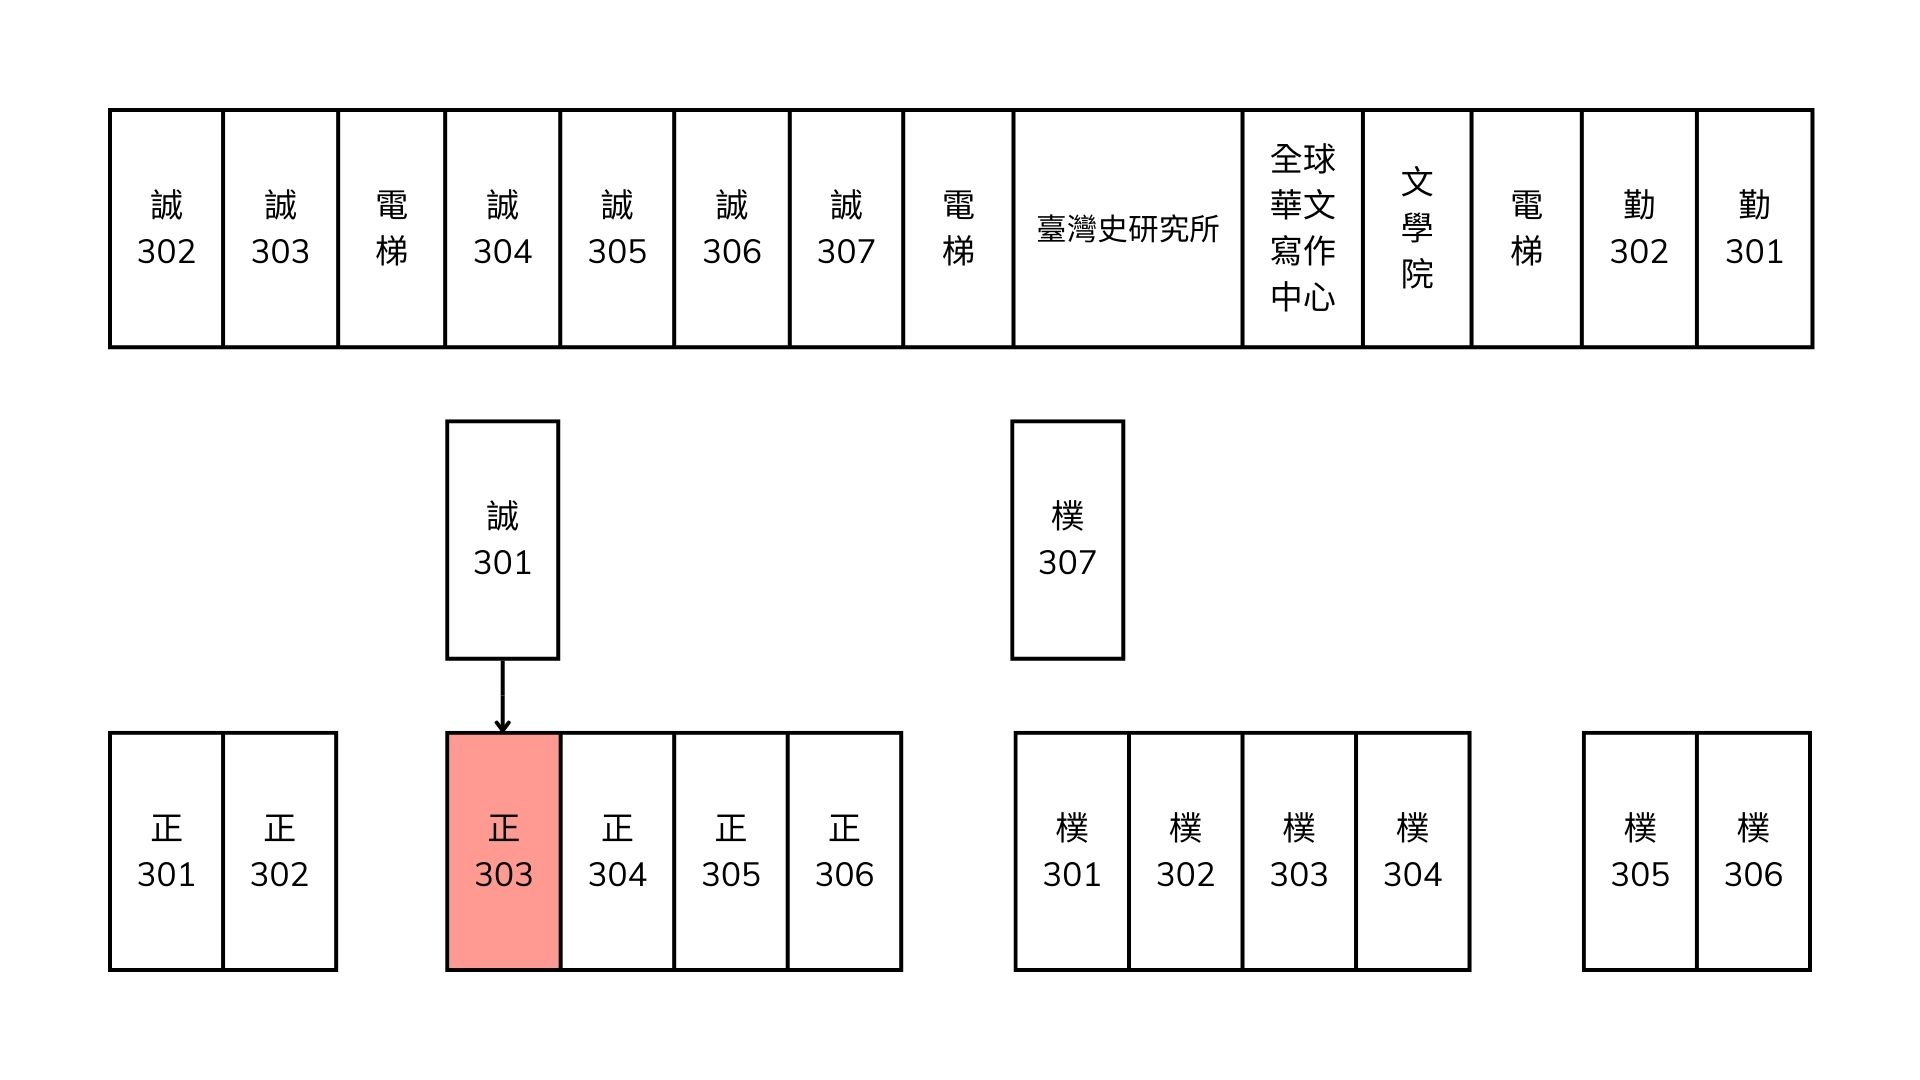 誠
302
誠
303
電
梯
誠
304
誠
305
誠
306
誠
307
電
梯
臺灣史研究所
全球
華文
寫作
中心
文
學
院
電
梯
勤
302
勤
301
誠
301
樸
307
正
301
正
302
正
303
正
304
正
305
正
306
樸
301
樸
302
樸
303
樸
304
樸
305
樸
306